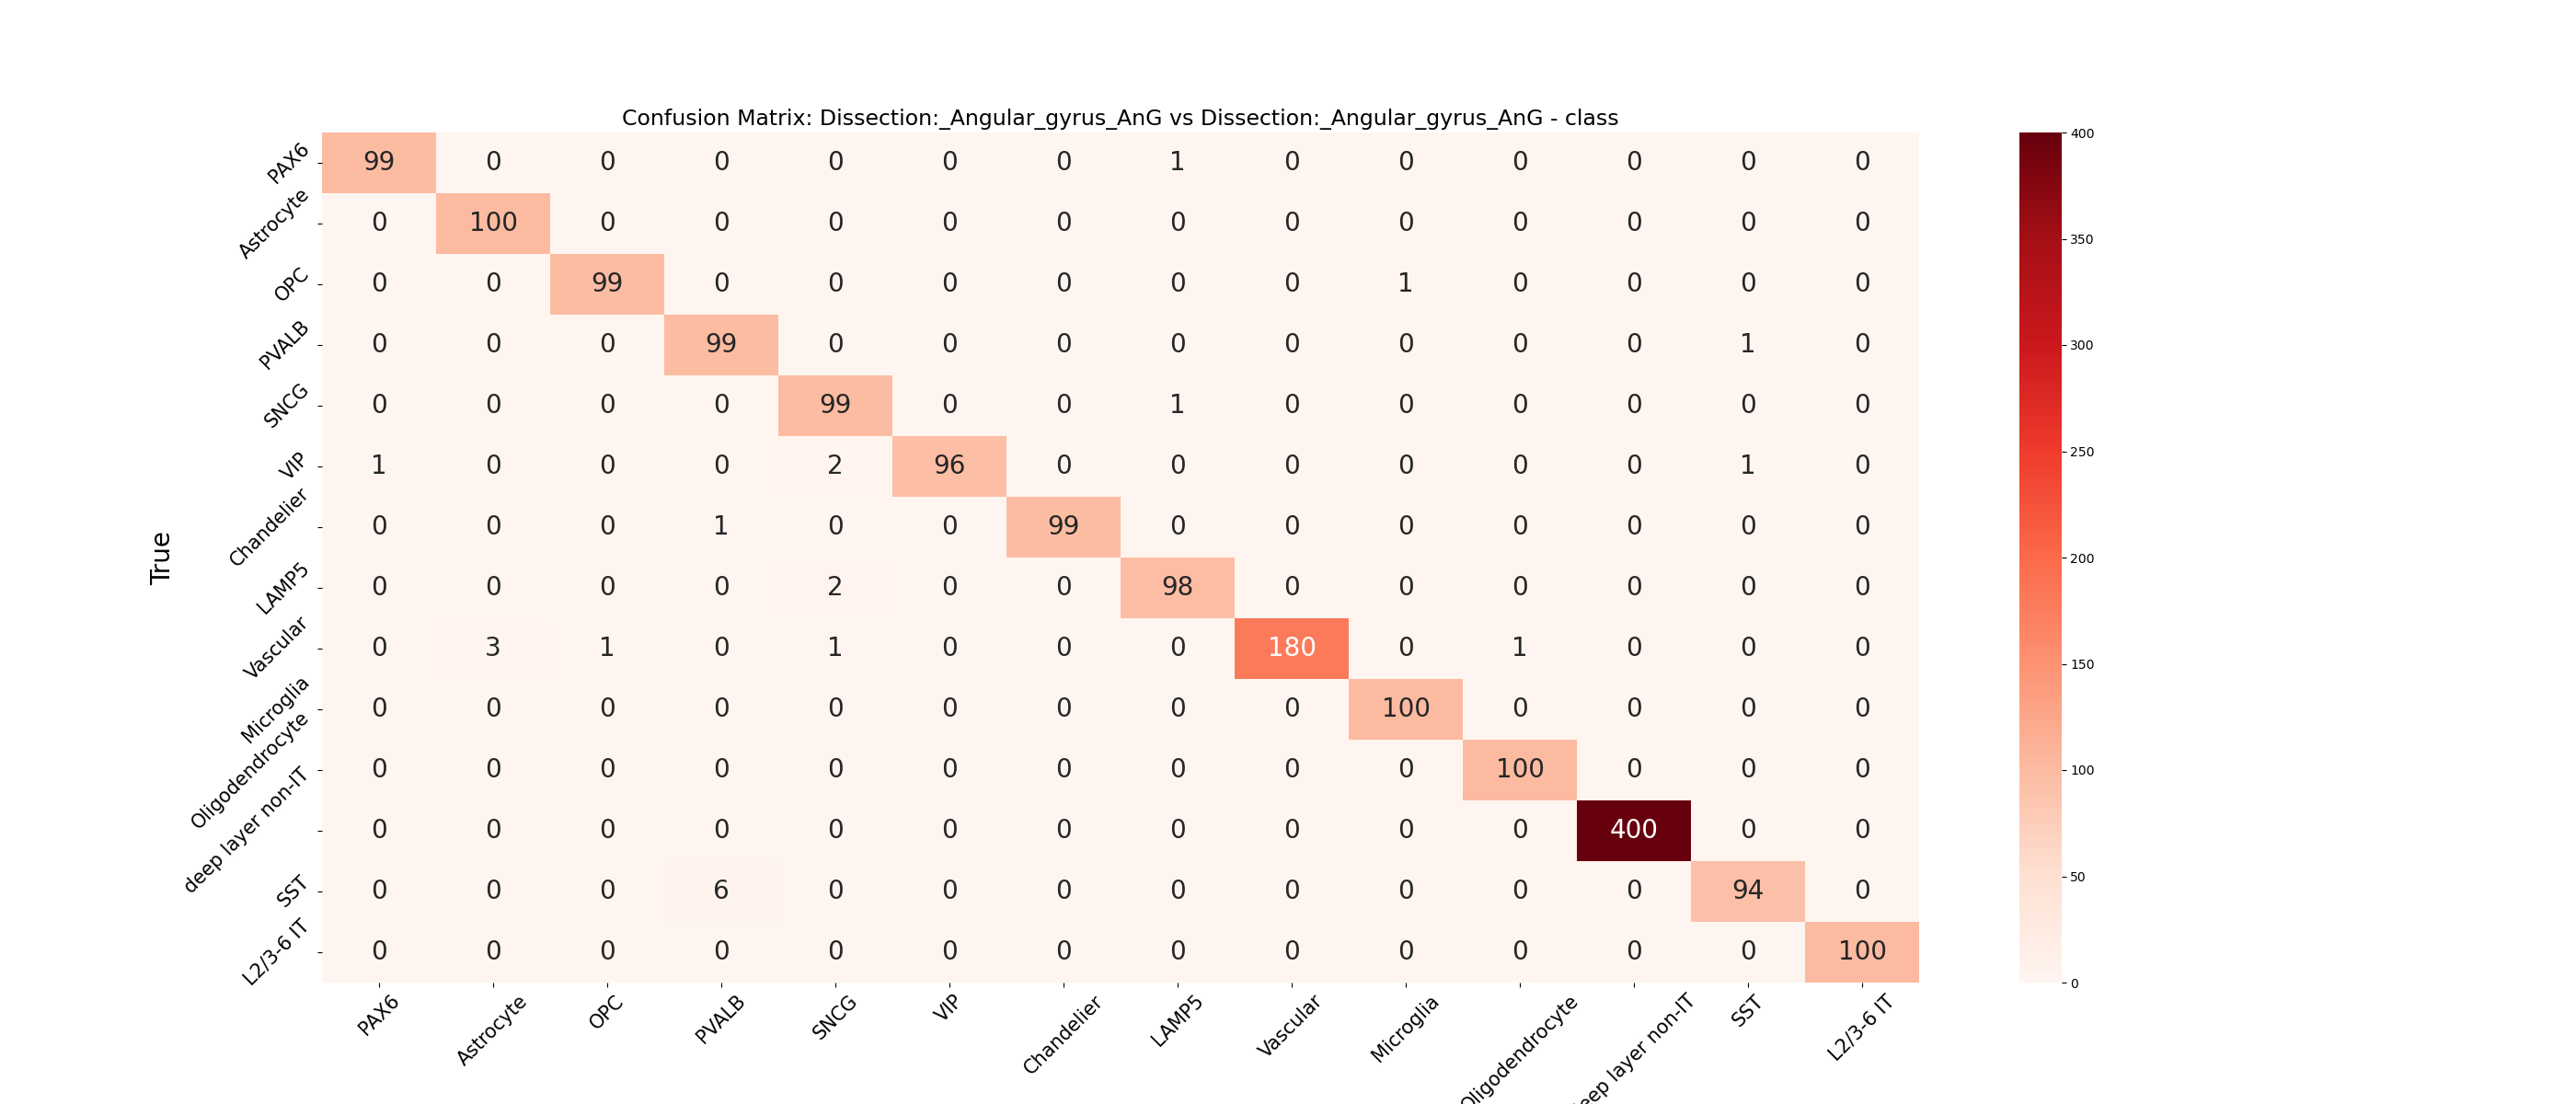 Confusion Matrix: Dissection:_Angular_gyrus_AnG vs Dissection:_Angular_gyrus_AnG - class
True
PAX6 99 0 0 0 0 0 0 1 0 0 0 0 0 0
Astrocyte 0 100 0 0 0 0 0 0 0 0 0 0 0 0
OPC 0 0 99 0 0 0 0 0 0 1 0 0 0 0
PVALB 0 0 0 99 0 0 0 0 0 0 0 0 1 0
SNCG 0 0 0 0 99 0 0 1 0 0 0 0 0 0
VIP 1 0 0 0 2 96 0 0 0 0 0 0 1 0
Chandelier 0 0 0 1 0 0 99 0 0 0 0 0 0 0
LAMP5 0 0 0 0 2 0 0 98 0 0 0 0 0 0
Vascular 0 3 1 0 1 0 0 0 180 0 1 0 0 0
Microglia 0 0 0 0 0 0 0 0 0 100 0 0 0 0
Oligodendrocyte 0 0 0 0 0 0 0 0 0 0 100 0 0 0
deep layer non-IT 0 0 0 0 0 0 0 0 0 0 0 400 0 0
SST 0 0 0 6 0 0 0 0 0 0 0 0 94 0
L2/3-6 IT 0 0 0 0 0 0 0 0 0 0 0 0 0 100
PAX6 Astrocyte OPC PVALB SNCG VIP Chandelier LAMP5 Vascular Microglia Oligodendrocyte eep layer non-IT SST L2/3-6 IT
400
350
300
250
200
150
100
50
0